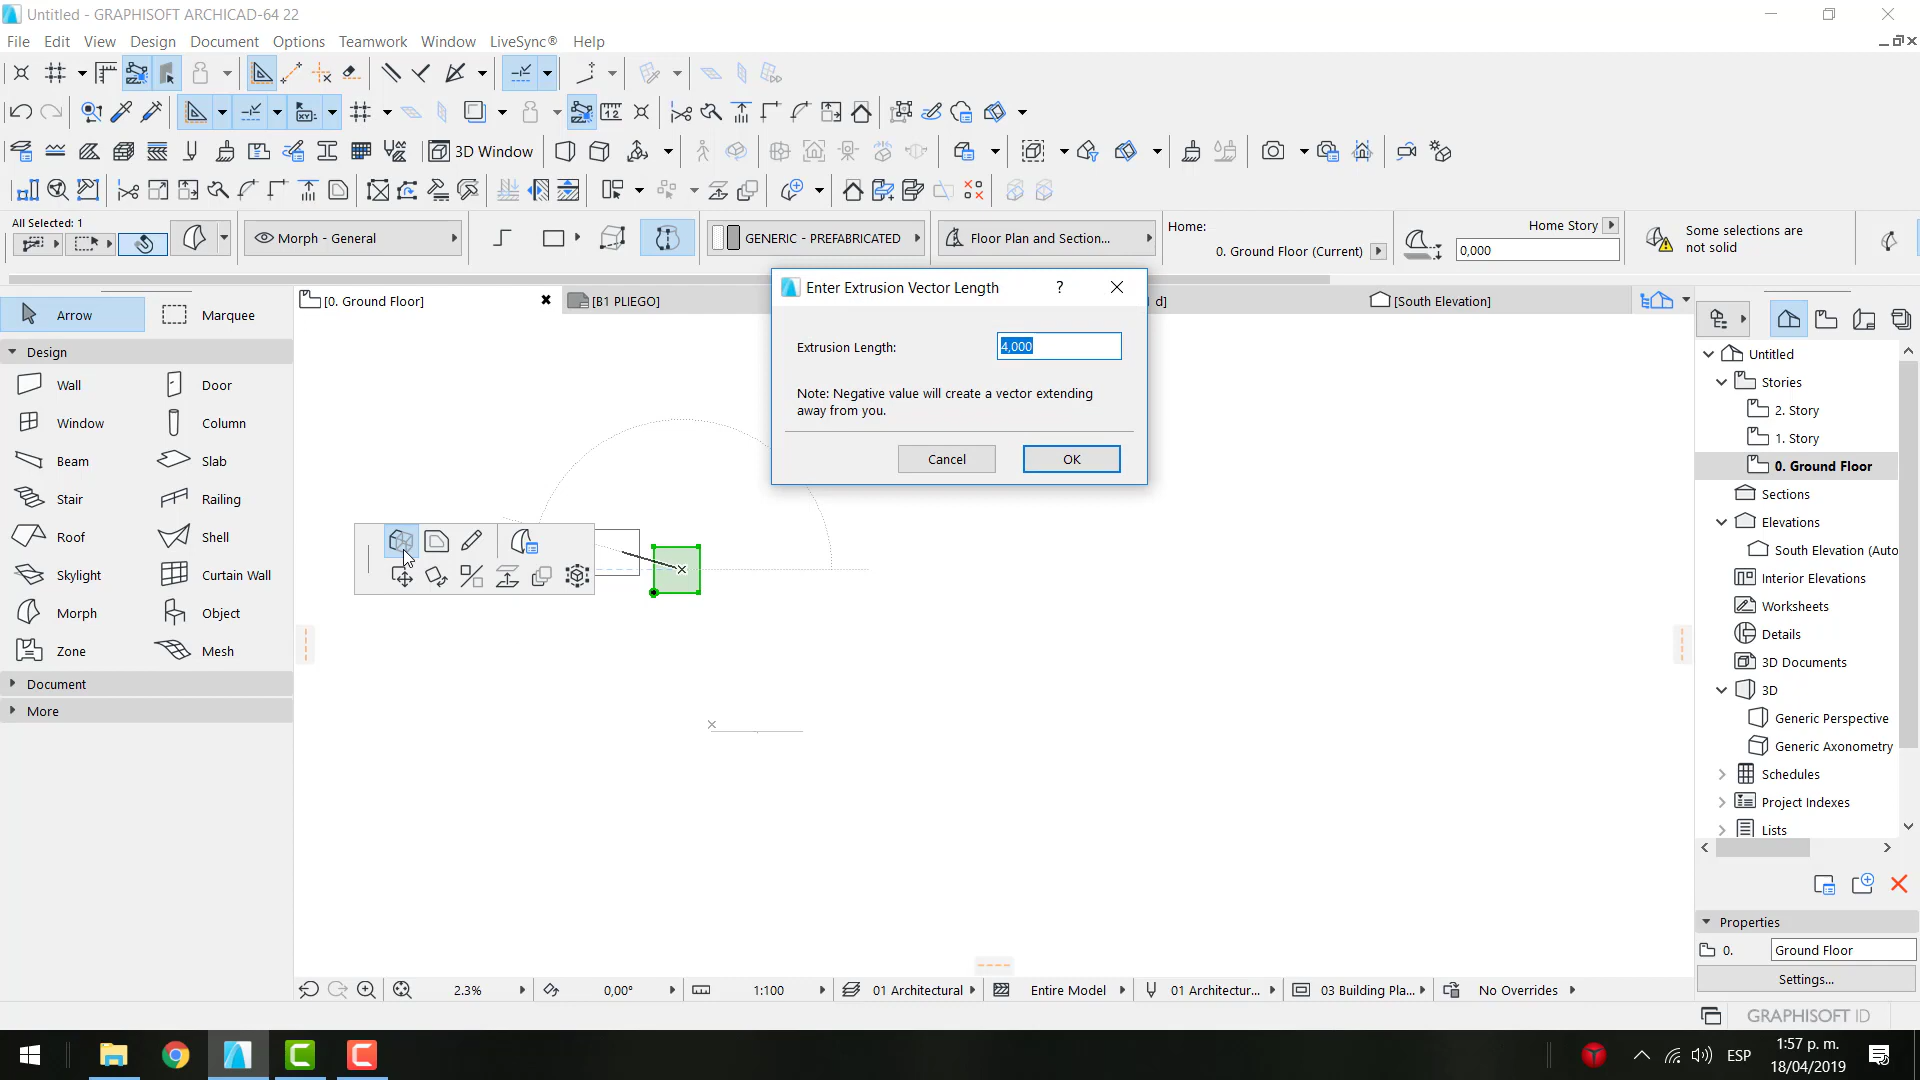 Untitled - GRAPHISOFT ARCHICAD-64 22
File Edit View Design Document Options Teamwork Window LiveSync® Help
12
XY:
3D Window
All Selected: 1
Morph - General
GENERIC - PREFABRICATED
Floor Plan and Section...
Home:
0. Ground Floor (Current)
Home Story
0,000
Some selections are
not solid
Arrow
Marquee
Design
Wall
Door
Window
Column
Beam
Slab
Stair
Railing
Roof
Shell
Skylight
Curtain Wall
Morph
Object
Zone
Mesh
Document
More
[0. Ground Floor]
[B1 PLIEGO]
d]
[South Elevation]
Enter Extrusion Vector Length
?
Extrusion Length:
4,000
Note: Negative value will create a vector extending
away from you.
Cancel
OK
Untitled
Stories
2. Story
1. Story
0. Ground Floor
Sections
Elevations
South Elevation (Auto
Interior Elevations
Worksheets
Details
3D Documents
3D
Generic Perspective
Generic Axonometry
Schedules
Project Indexes
Lists
Properties
0.
Ground Floor
Settings...
2.3%
0,00°
1:100
01 Architectural
Entire Model
01 Architectur...
03 Building Pla...
No Overrides
GRAPHISOFT ID
ESP
1:57 p. m.
18/04/2019